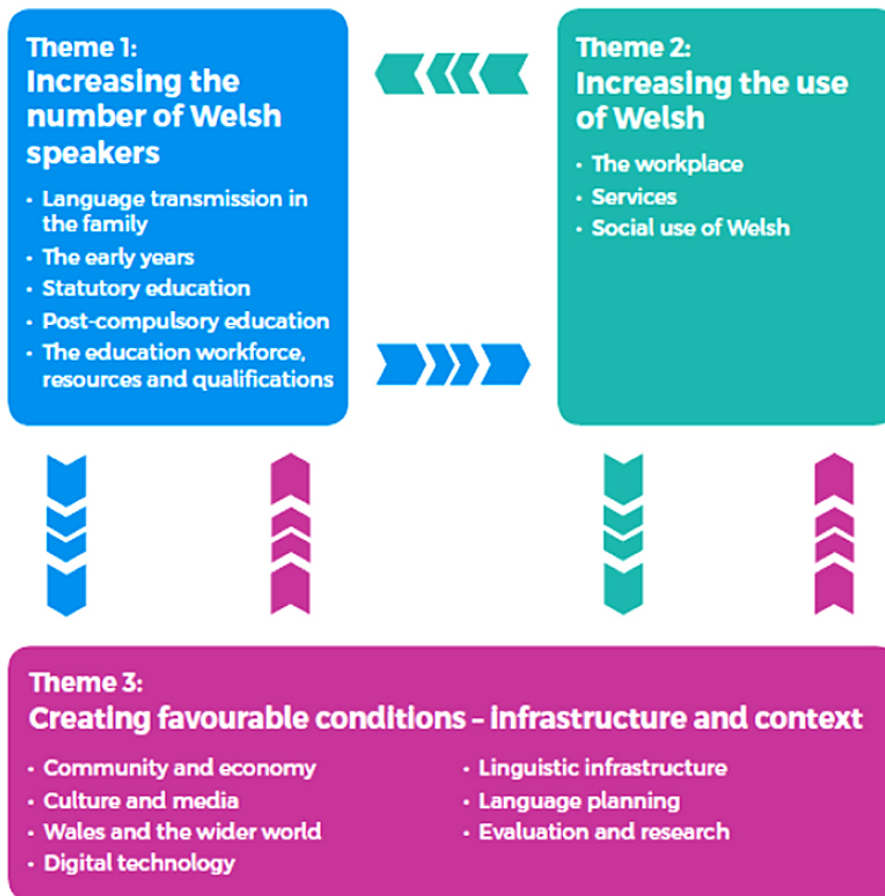 Theme 1:
Increasing the
number of Welsh
speakers
• Language transmission in
the family
• The early years
• Statutory education
• Post-compulsory education
• The education workforce,
resources and qualifications
Theme 2:
Increasing the use
of Welsh
• The workplace
• Services
• Social use of Welsh
Theme 3:
Creating favourable conditions – infrastructure and context
• Community and economy
• Culture and media
• Wales and the wider world
• Digital technology
• Linguistic infrastructure
• Language planning
• Evaluation and research